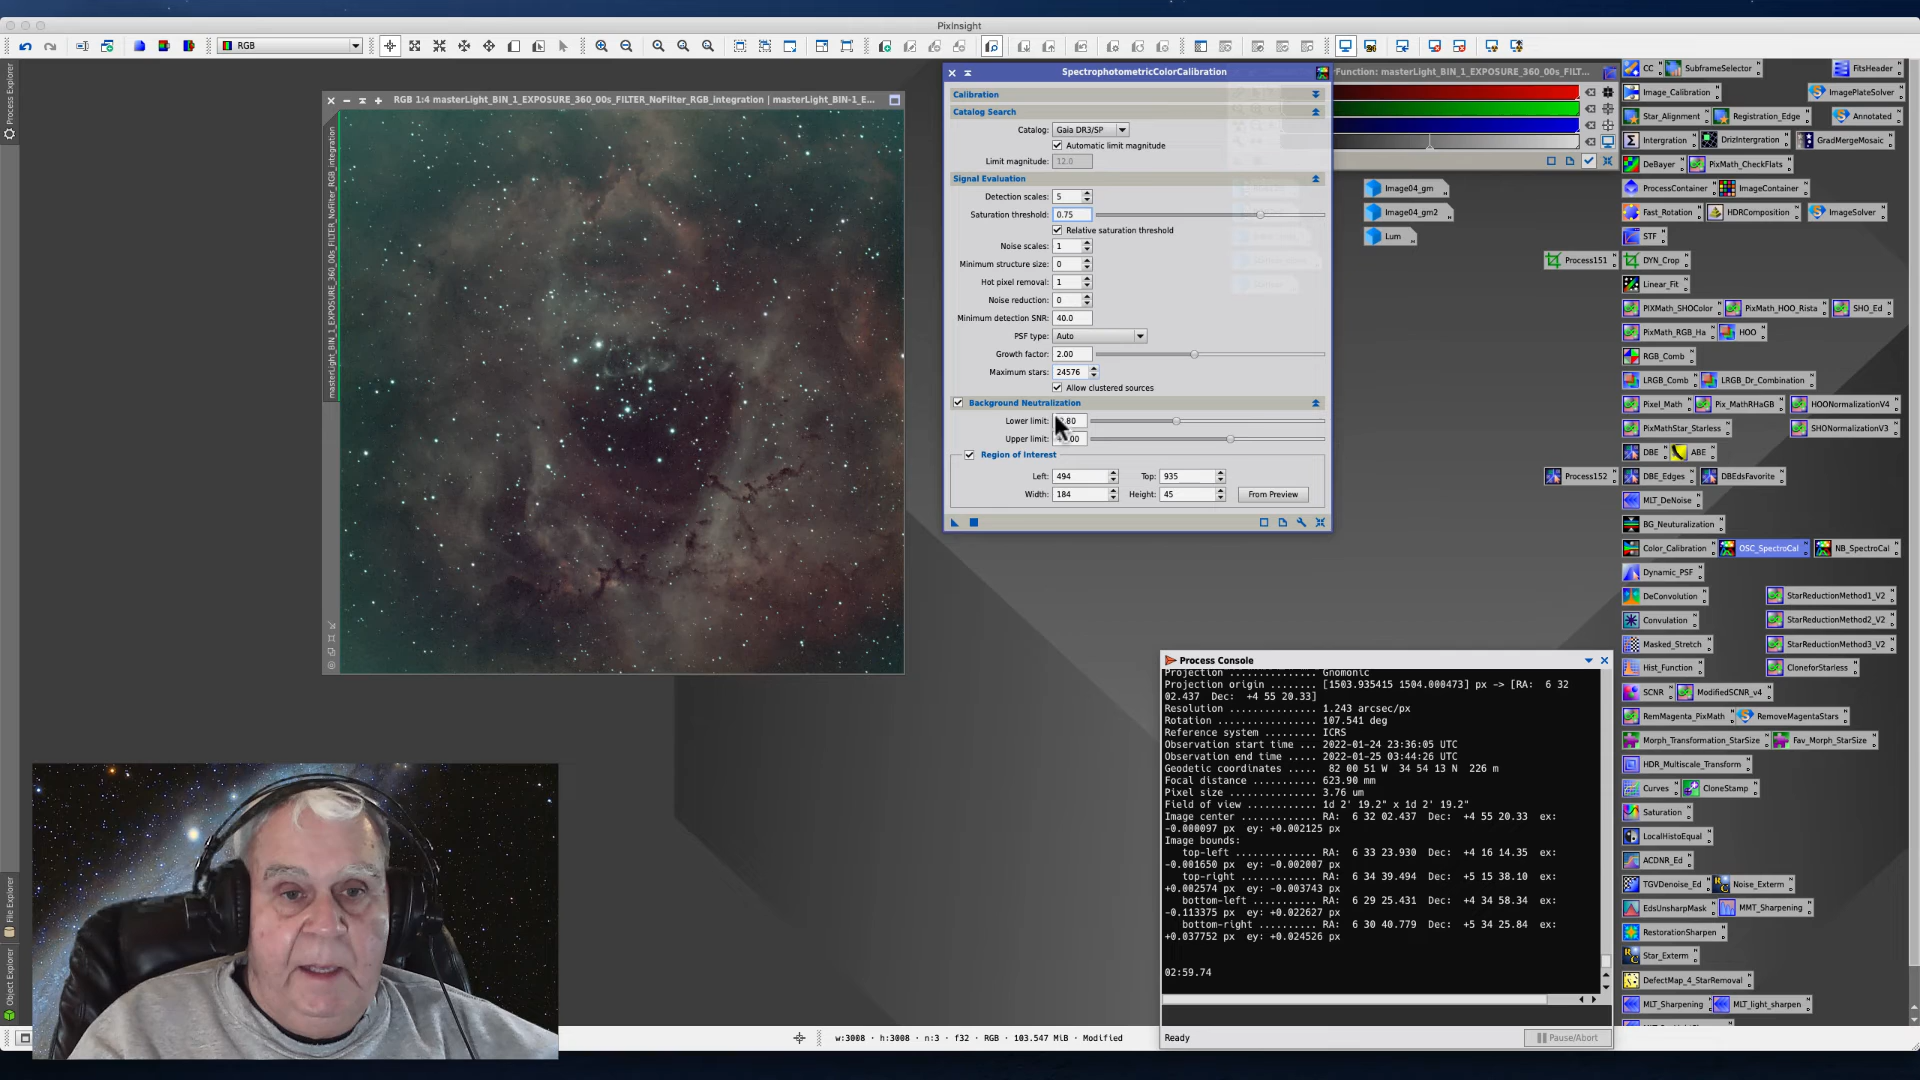 PixInsight
RGB
Process Explorer
File Explorer
Object Explorer
RGB 1:4 masterLight_BIN_1_EXPOSURE_360_00s_FILTER_NoFilter_RGB_integration | masterLight_BIN-1_E...
masterLight_BIN_1_EXPOSURE_360_00s_FILTER_NoFilter_RGB_integration
SpectrophotometricColorCalibration
Calibration
Catalog Search
Catalog: Gaia DR3/SP
Automatic limit magnitude
Limit magnitude: 12.0
Signal Evaluation
Detection scales: 5
Saturation threshold: 0.75
Relative saturation threshold
Noise scales: 1
Minimum structure size: 0
Hot pixel removal: 1
Noise reduction: 0
Minimum detection SNR: 40.0
PSF type: Auto
Growth factor: 2.00
Maximum stars: 24576
Allow clustered sources
Background Neutralization
Lower limit:
Upper limit:
Region of Interest
Left: 494 Top: 935
Width: 184 Height: 45 From Preview
Function: masterLight_BIN_1_EXPOSURE_360_00s_FILT...
Image04_gm
Image04_gm2
Lum
CC SubframeSelector FitsHeader
Image_Calibration ImagePlateSolver
Star_Alignment Registration_Edge Annotated
Integration DrizIntegration GradMergeMosaic
DeBayer PixMath_CheckFlats
ProcessContainer ImageContainer
Fast_Rotation HDRComposition ImageSolver
STF
Process151 DYN_Crop
Linear_Fit
PIXMath_SHOColor PixMath_HOO_Rista SHO_Ed
PixMath_RGB_Ha HOO
RGB_Comb
LRGB_Comb LRGB_Dr_Combination
Pixel_Math Pix_MathRHaGB HOONormalizationV4
PixMathStar_Starless SHONormalizationV3
DBE ABE
Process152 DBE_Edges DBEdsFavorite
MLT_DeNoise
BG_Neuturalization
Color_Calibration OSC_SpectroCal NB_SpectroCal
Dynamic_PSF
DeConvolution StarReductionMethod1_V2
Convulation StarReductionMethod2_V2
Masked_Stretch StarReductionMethod3_V2
Hist_Function CloneforStarless
SCNR ModifiedSCNR_v4
RemMagenta_PixMath RemoveMagentaStars
Morph_Transformation_StarSize Fav_Morph_StarSize
HDR_Multiscale_Transform
Curves CloneStamp
Saturation
LocalHistoEqual
ACDNR_Ed
TGVDenoise_Ed Noise_Exterm
EdsUnsharpMask MMT_Sharpening
RestorationSharpen
Star_Exterm
DefectMap_4_StarRemoval
MLT_Sharpening MLT_light_sharpen
Process Console
Projection ............... Gnomonic
Projection origin ........ [1503.935415 1504.000473] px -> [RA: 6 32
02.437 Dec: +4 55 20.33]
Resolution ............... 1.243 arcsec/px
Rotation ................. 107.541 deg
Reference system ......... ICRS
Observation start time ... 2022-01-24 23:36:05 UTC
Observation end time ..... 2022-01-25 03:44:26 UTC
Geodetic coordinates ..... 82 00 51 W 34 54 13 N 226 m
Focal distance ........... 623.90 mm
Pixel size ............... 3.76 um
Field of view ............ 1d 2' 19.2" x 1d 2' 19.2"
Image center ............. RA: 6 32 02.437 Dec: +4 55 20.33 ex:
-0.000097 px ey: +0.002125 px
Image bounds:
top-left .............. RA: 6 33 23.930 Dec: +4 16 14.35 ex:
-0.001650 px ey: -0.002007 px
top-right ............. RA: 6 34 39.494 Dec: +5 15 38.10 ex:
+0.002574 px ey: -0.003743 px
bottom-left ........... RA: 6 29 25.431 Dec: +4 34 58.34 ex:
-0.113375 px ey: +0.022627 px
bottom-right .......... RA: 6 30 40.779 Dec: +5 34 25.84 ex:
+0.037752 px ey: +0.024526 px
02:59.74
Ready
Pause/Abort
w:3008 · h:3008 · n:3 · f32 · RGB · 103.547 MiB · Modified